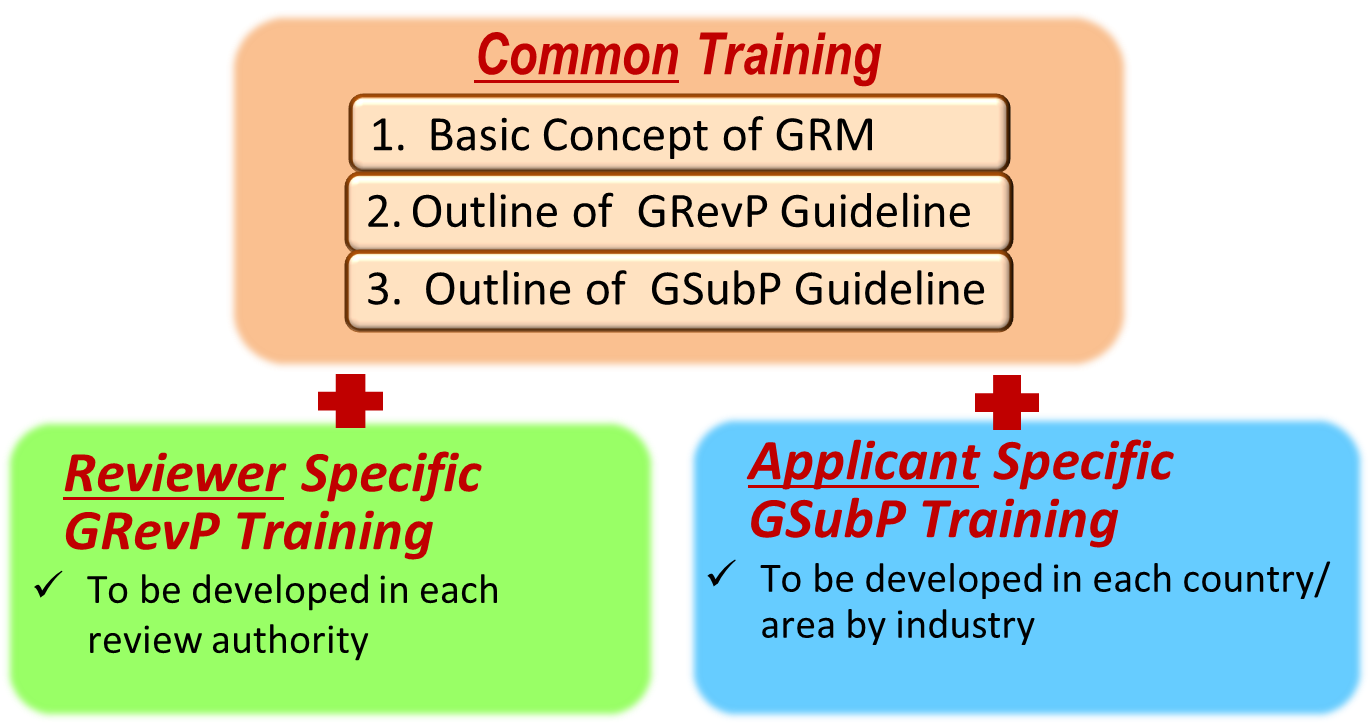 Common Training
1. Basic Concept of GRM
2. Outline of GRevP Guideline
3. Outline of GSubP Guideline
Reviewer Specific
GRevP Training
✓ To be developed in each
review authority
Applicant Specific
GSubP Training
✓ To be developed in each country/
area by industry